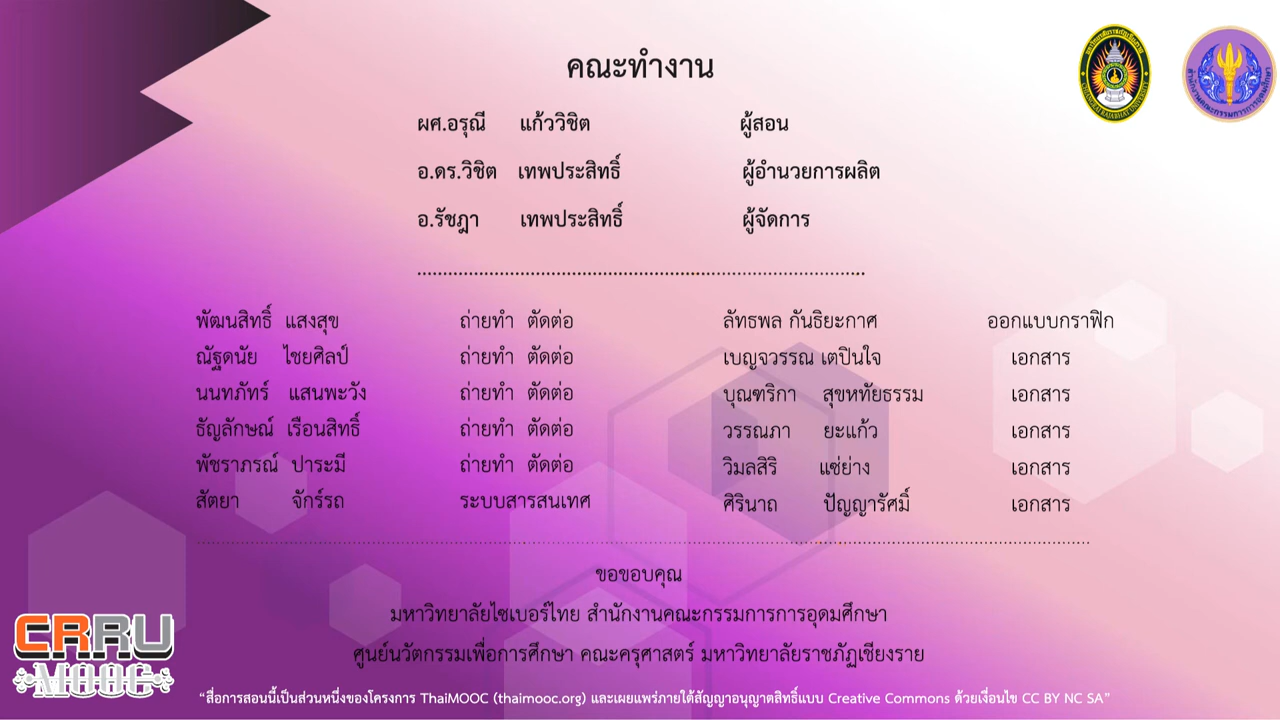 คณะทำงาน
ผศ.อรุณี แก้ววิชิต ผู้สอน
อ.ดร.วิชิต เทพประสิทธิ์ ผู้อำนวยการผลิต
อ.รัชฎา เทพประสิทธิ์ ผู้จัดการ
พัฒนสิทธิ์ แสงสุข ถ่ายทำ ตัดต่อ ลัทธพล กันธิยะกาศ ออกแบบกราฟิก
ณัฐดนัย ไชยศิลป์ ถ่ายทำ ตัดต่อ เบญจวรรณ เตปินใจ เอกสาร
นนทภัทร์ แสนพะวัง ถ่ายทำ ตัดต่อ บุณฑริกา สุขหทัยธรรม เอกสาร
ธัญลักษณ์ เรือนสิทธิ์ ถ่ายทำ ตัดต่อ วรรณภา ยะแก้ว เอกสาร
พัชราภรณ์ ปาระมี ถ่ายทำ ตัดต่อ วิมลสิริ แซ่ย่าง เอกสาร
สัตยา จักร์รถ ระบบสารสนเทศ ศิรินาถ ปัญญารัศมิ์ เอกสาร
ขอขอบคุณ
มหาวิทยาลัยไซเบอร์ไทย สำนักงานคณะกรรมการการอุดมศึกษา
ศูนย์นวัตกรรมเพื่อการศึกษา คณะครุศาสตร์ มหาวิทยาลัยราชภัฏเชียงราย
CRRU
MOOC
“สื่อการสอนนี้เป็นส่วนหนึ่งของโครงการ ThaiMOOC (thaimooc.org) และเผยแพร่ภายใต้สัญญาอนุญาตสิทธิ์แบบ Creative Commons ด้วยเงื่อนไข CC BY NC SA”